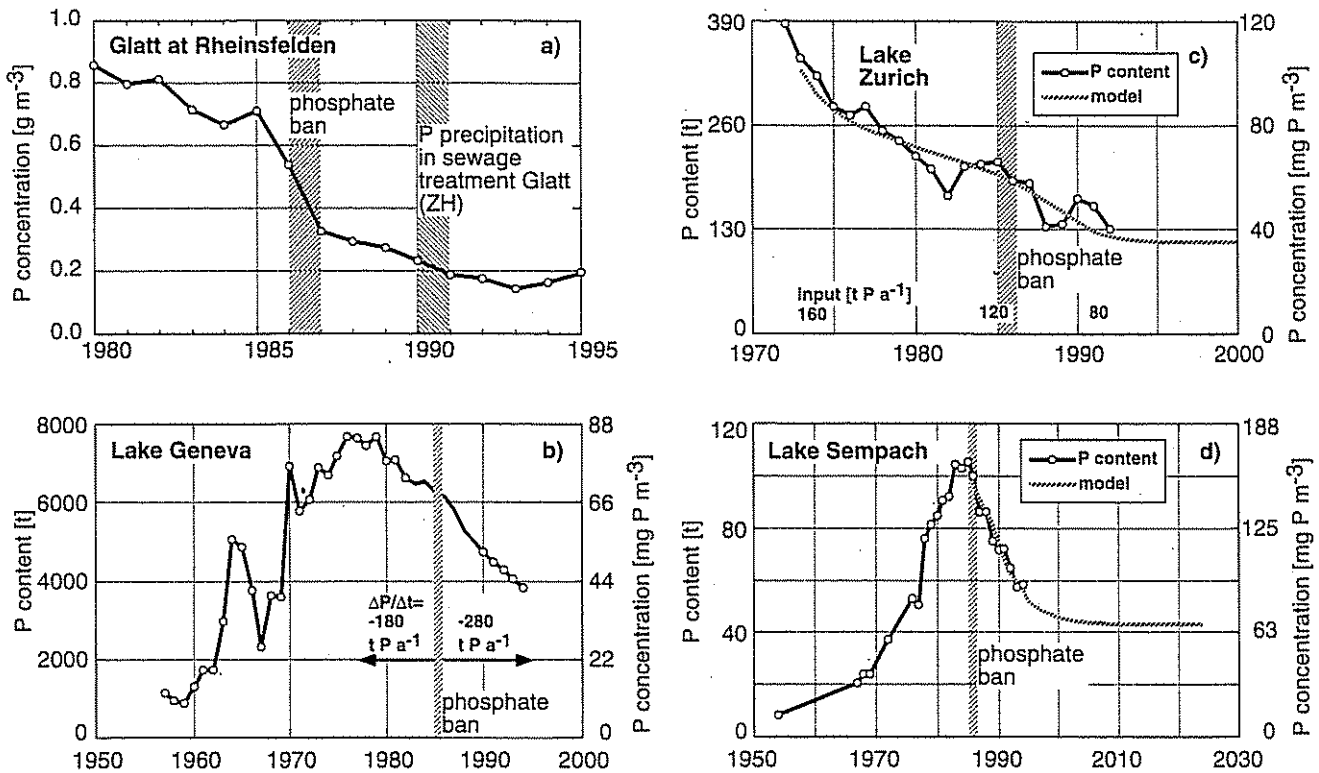 Glatt at Rheinsfelden
a)
P concentration [g m-3]
1.0
0.8
0.6
0.4
0.2
0.0
phosphate
ban
P precipitation
in sewage
treatment Glatt
(ZH)
1980
1985
1990
1995
c)
Lake
Zurich
P content
model
P content [t]
390
260
130
0
P concentration [mg P m-3]
120
80
40
0
phosphate
ban
input [t P a-1]
160
120
80
1970
1980
1990
2000
Lake Geneva
b)
P content [t]
8000
6000
4000
2000
0
P concentration [mg P m-3]
88
66
44
22
0
ΔP/Δt=
-180
t P a-1
-280
t P a-1
phosphate
ban
1950
1960
1970
1980
1990
2000
Lake Sempach
d)
P content
model
P content [t]
120
80
40
0
P concentration [mg P m-3]
188
125
63
0
phosphate
ban
1950
1970
1990
2010
2030